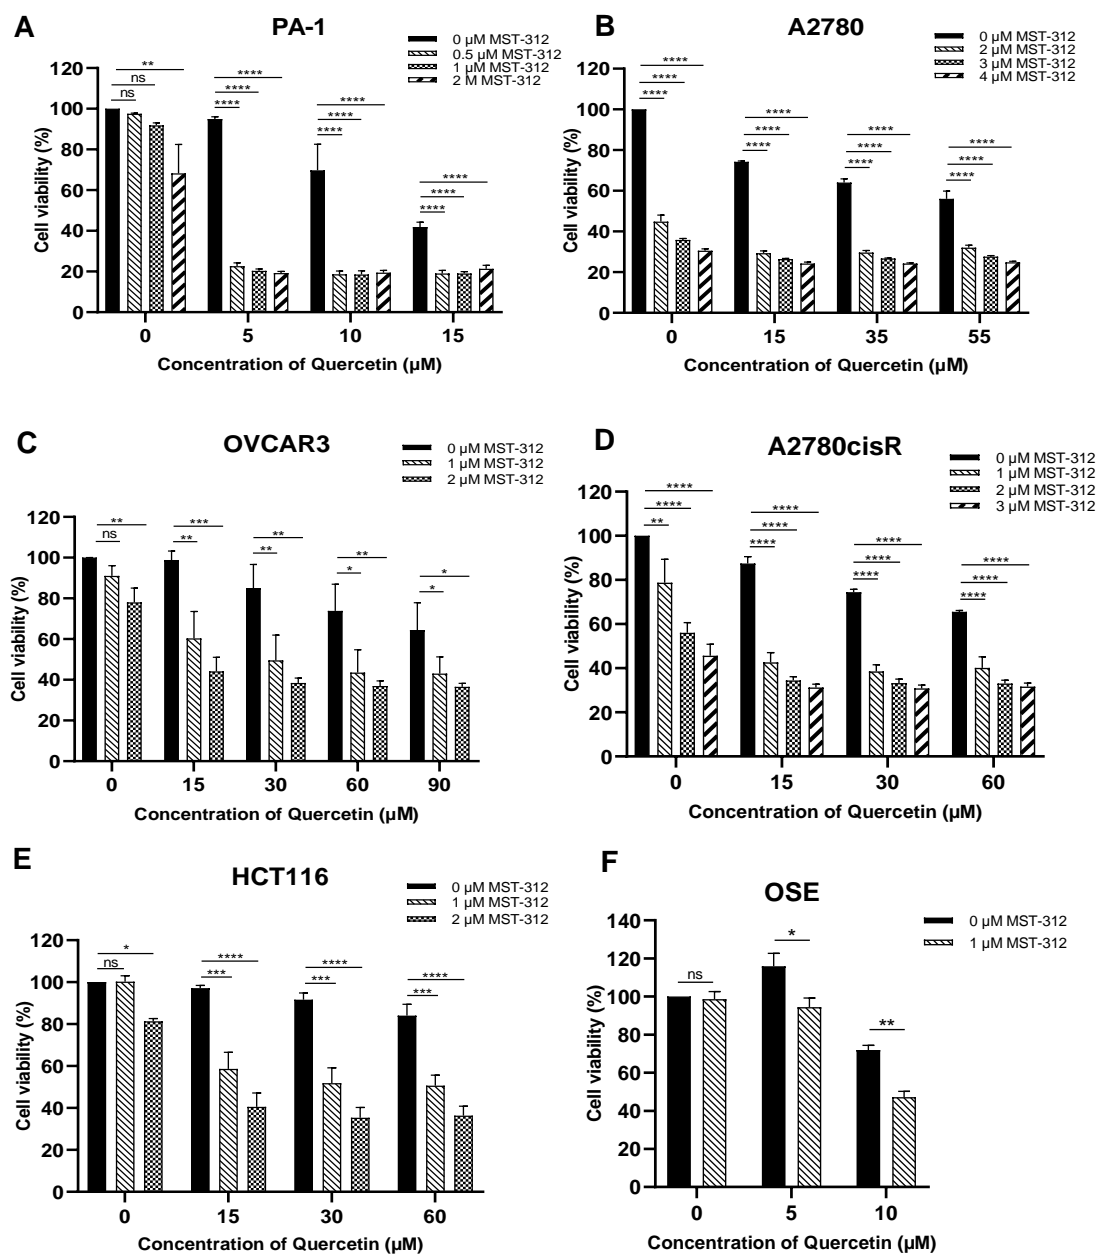 A
PA-1
0 µM MST-312
0.5 µM MST-312
1 µM MST-312
2 M MST-312
Cell viability (%)
120
100
80
60
40
20
0
**
ns
ns
****
****
****
****
****
****
****
****
****
0 5 10 15
Concentration of Quercetin (µM)
B
A2780
0 µM MST-312
2 µM MST-312
3 µM MST-312
4 µM MST-312
Cell viability (%)
120
100
80
60
40
20
0
****
****
****
****
****
****
****
****
****
****
****
****
0 15 35 55
Concentration of Quercetin (µM)
C
OVCAR3
0 µM MST-312
1 µM MST-312
2 µM MST-312
Cell viability (%)
120
100
80
60
40
20
0
**
ns
***
**
**
**
**
*
*
*
0 15 30 60 90
Concentration of Quercetin (µM)
D
A2780cisR
0 µM MST-312
1 µM MST-312
2 µM MST-312
3 µM MST-312
Cell viability (%)
120
100
80
60
40
20
0
****
****
**
****
****
****
****
****
****
****
****
****
0 15 30 60
Concentration of Quercetin (µM)
E
HCT116
0 µM MST-312
1 µM MST-312
2 µM MST-312
Cell viability (%)
120
100
80
60
40
20
0
*
ns
****
***
****
***
****
***
0 15 30 60
Concentration of Quercetin (µM)
F
OSE
0 µM MST-312
1 µM MST-312
Cell viability (%)
140
120
100
80
60
40
20
0
ns
*
**
0 5 10
Concentration of Quercetin (µM)